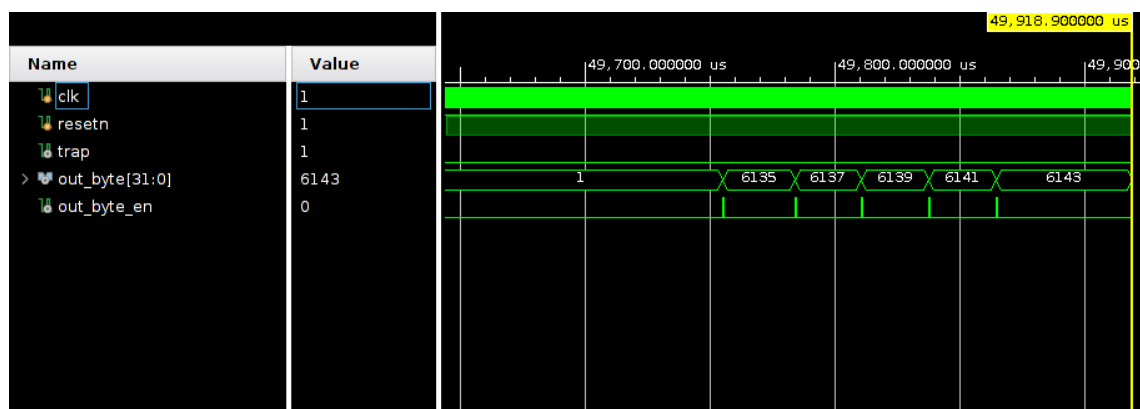 49,918.900000 us
Name Value 49,700.000000 us 49,800.000000 us 49,900
clk 1
resetn 1
trap 1
out_byte[31:0] 6143 1 6135 6137 6139 6141 6143
out_byte_en 0